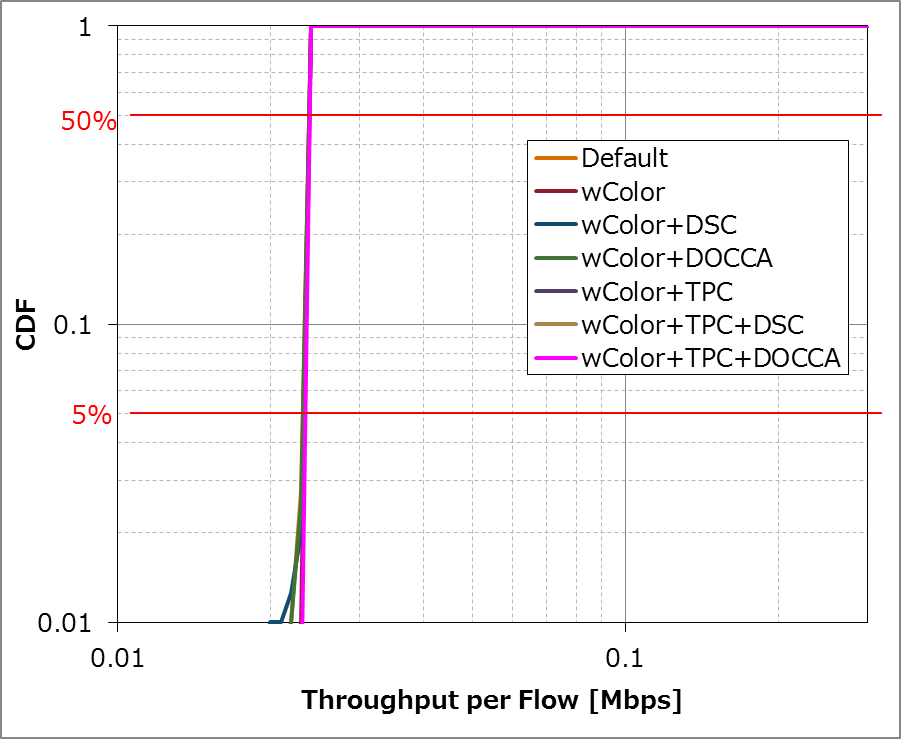 1
50%
Default
wColor
wColor+DSC
wColor+DOCCA
wColor+TPC
wColor+TPC+DSC
wColor+TPC+DOCCA
CDF
0.1
5%
0.01
0.01
0.1
Throughput per Flow [Mbps]